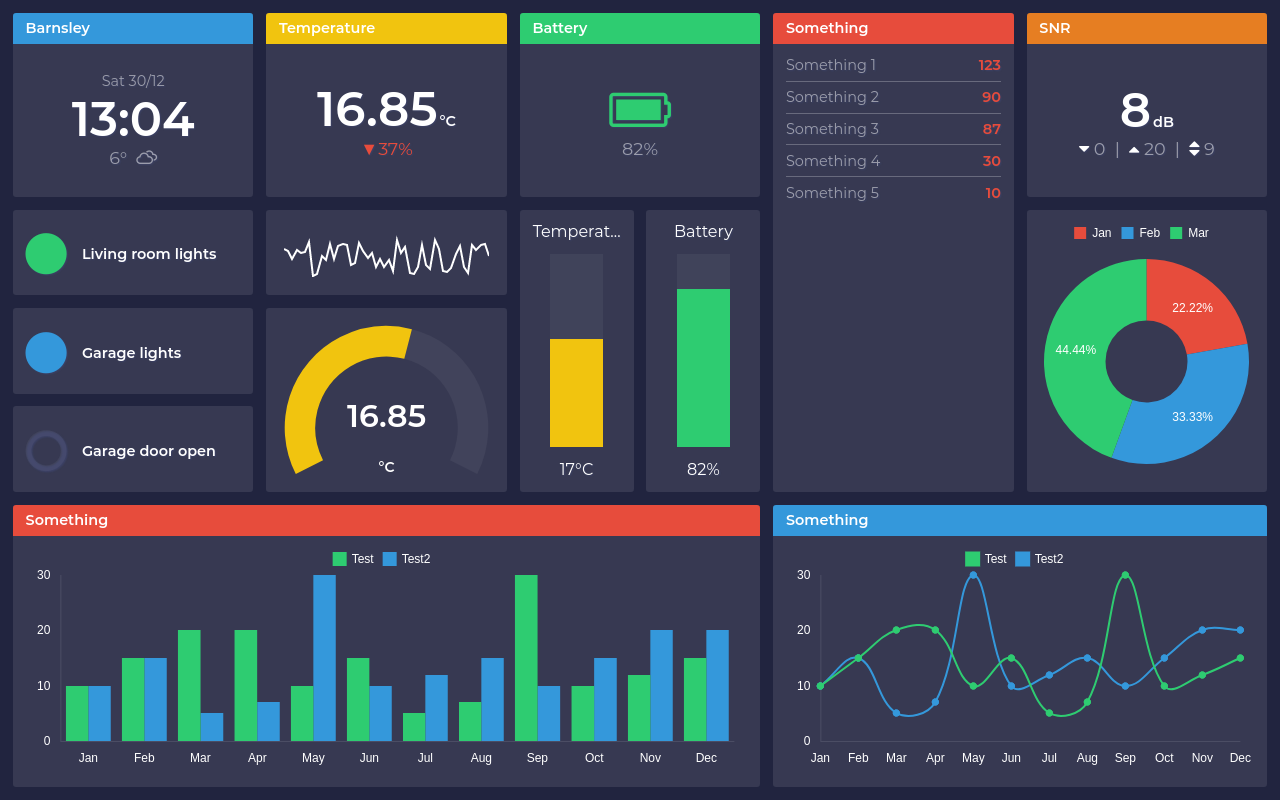 Barnsley
Sat 30/12
13:04
6°
Temperature
16.85 °C
▼37%
Battery
82%
Something
Something 1 123
Something 2 90
Something 3 87
Something 4 30
Something 5 10
SNR
8 dB
0 | 20 | 9
Living room lights
Garage lights
Garage door open
16.85
°C
Temperat...
17°C
Battery
82%
Jan Feb Mar
22.22%
44.44%
33.33%
Something
Test Test2
30
20
10
0
Jan Feb Mar Apr May Jun Jul Aug Sep Oct Nov Dec
Something
Test Test2
30
20
10
0
Jan Feb Mar Apr May Jun Jul Aug Sep Oct Nov Dec